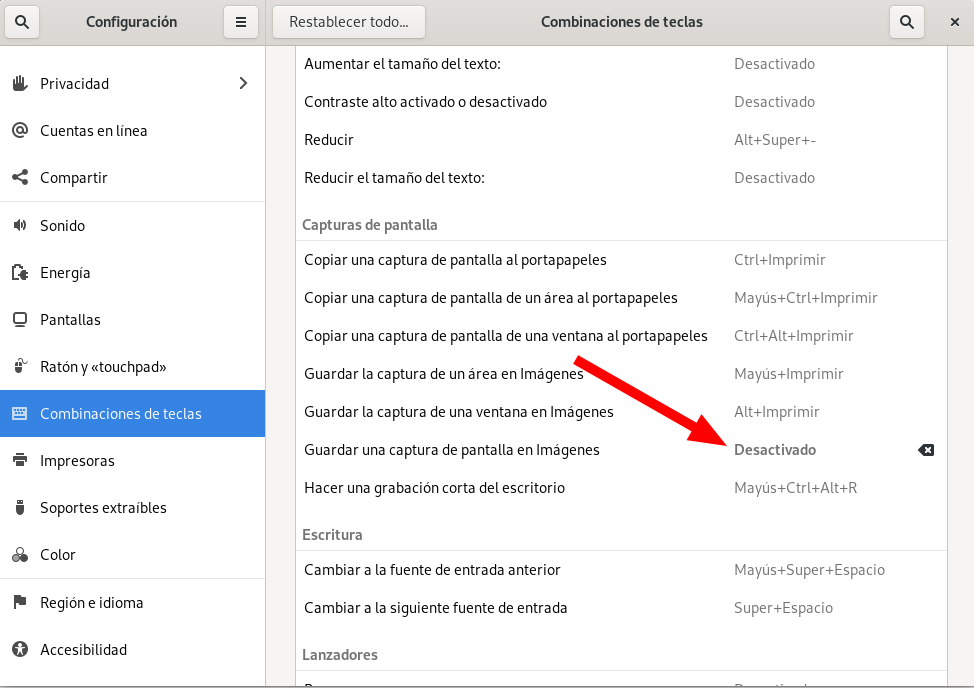 Configuración
Restablecer todo...
Combinaciones de teclas
Privacidad
Cuentas en línea
Compartir
Sonido
Energía
Pantallas
Ratón y «touchpad»
Combinaciones de teclas
Impresoras
Soportes extraíbles
Color
Región e idioma
Accesibilidad
Aumentar el tamaño del texto: Desactivado
Contraste alto activado o desactivado Desactivado
Reducir Alt+Super+-
Reducir el tamaño del texto: Desactivado
Capturas de pantalla
Copiar una captura de pantalla al portapapeles Ctrl+Imprimir
Copiar una captura de pantalla de un área al portapapeles Mayús+Ctrl+Imprimir
Copiar una captura de pantalla de una ventana al portapapeles Ctrl+Alt+Imprimir
Guardar la captura de un área en Imágenes Mayús+Imprimir
Guardar la captura de una ventana en Imágenes Alt+Imprimir
Guardar una captura de pantalla en Imágenes Desactivado
Hacer una grabación corta del escritorio Mayús+Ctrl+Alt+R
Escritura
Cambiar a la fuente de entrada anterior Mayús+Super+Espacio
Cambiar a la siguiente fuente de entrada Super+Espacio
Lanzadores